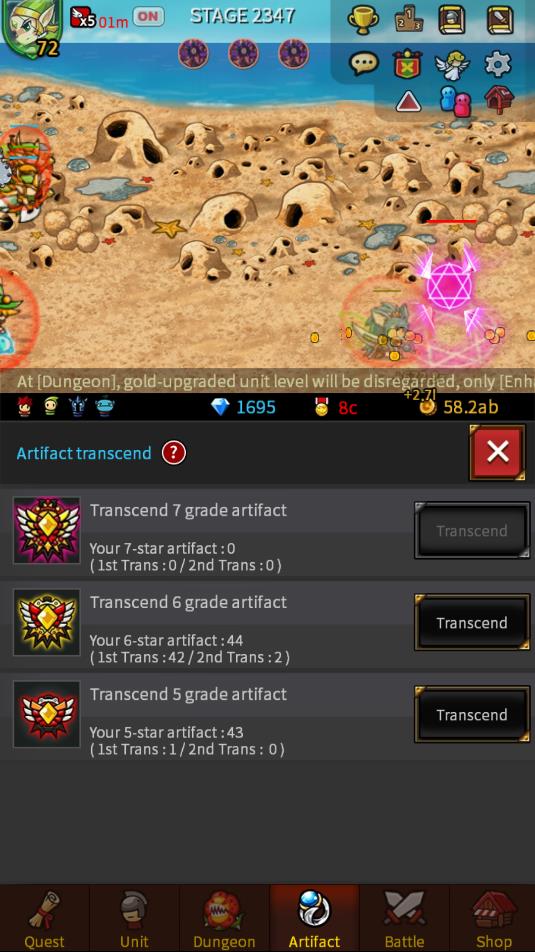 x5 01m ON STAGE 2347
72
At [Dungeon], gold-upgraded unit level will be disregarded, only [Enh
1695 8c 58.2ab
Artifact transcend ?
Transcend 7 grade artifact
Transcend
Your 7-star artifact : 0
( 1st Trans : 0 / 2nd Trans : 0 )
Transcend 6 grade artifact
Transcend
Your 6-star artifact : 44
( 1st Trans : 42 / 2nd Trans : 2 )
Transcend 5 grade artifact
Transcend
Your 5-star artifact : 43
( 1st Trans : 1 / 2nd Trans : 0 )
Quest Unit Dungeon Artifact Battle Shop